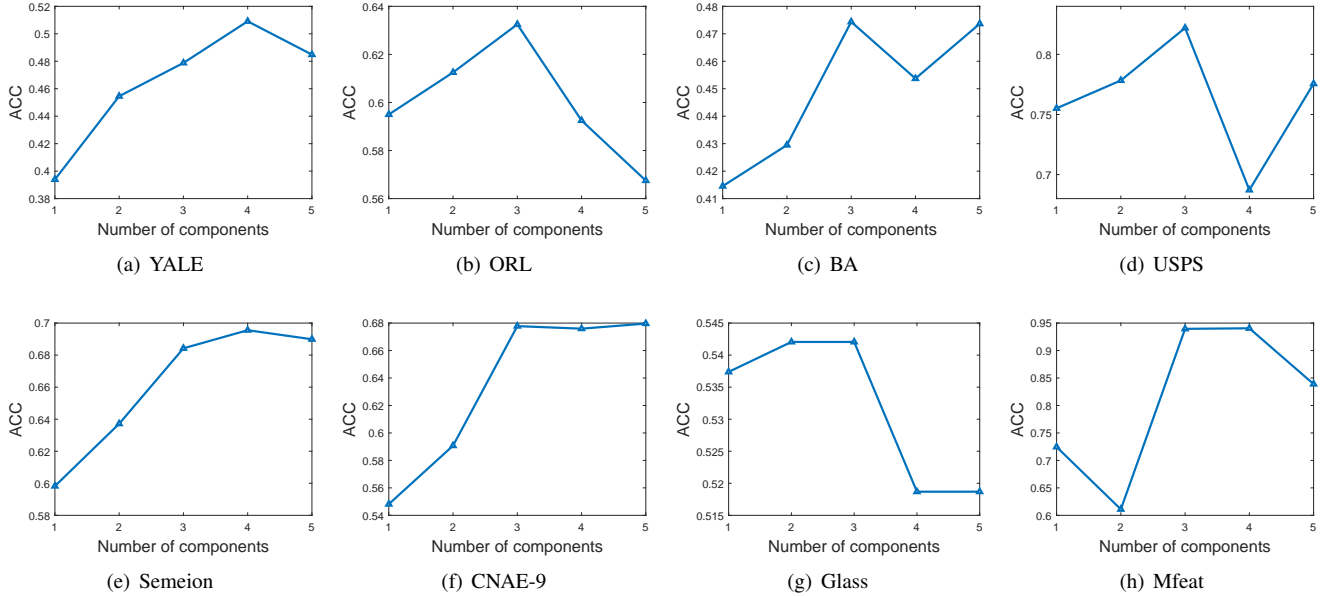 0.52
0.5
0.48
0.46
0.44
0.42
0.4
0.38
ACC
1 2 3 4 5
Number of components
(a) YALE
0.64
0.62
0.6
0.58
0.56
ACC
1 2 3 4 5
Number of components
(b) ORL
0.48
0.47
0.46
0.45
0.44
0.43
0.42
0.41
ACC
1 2 3 4 5
Number of components
(c) BA
0.8
0.75
0.7
ACC
1 2 3 4 5
Number of components
(d) USPS
0.7
0.68
0.66
0.64
0.62
0.6
0.58
ACC
1 2 3 4 5
Number of components
(e) Semeion
0.68
0.66
0.64
0.62
0.6
0.58
0.56
0.54
ACC
1 2 3 4 5
Number of components
(f) CNAE-9
0.545
0.54
0.535
0.53
0.525
0.52
0.515
ACC
1 2 3 4 5
Number of components
(g) Glass
0.95
0.9
0.85
0.8
0.75
0.7
0.65
0.6
ACC
1 2 3 4 5
Number of components
(h) Mfeat